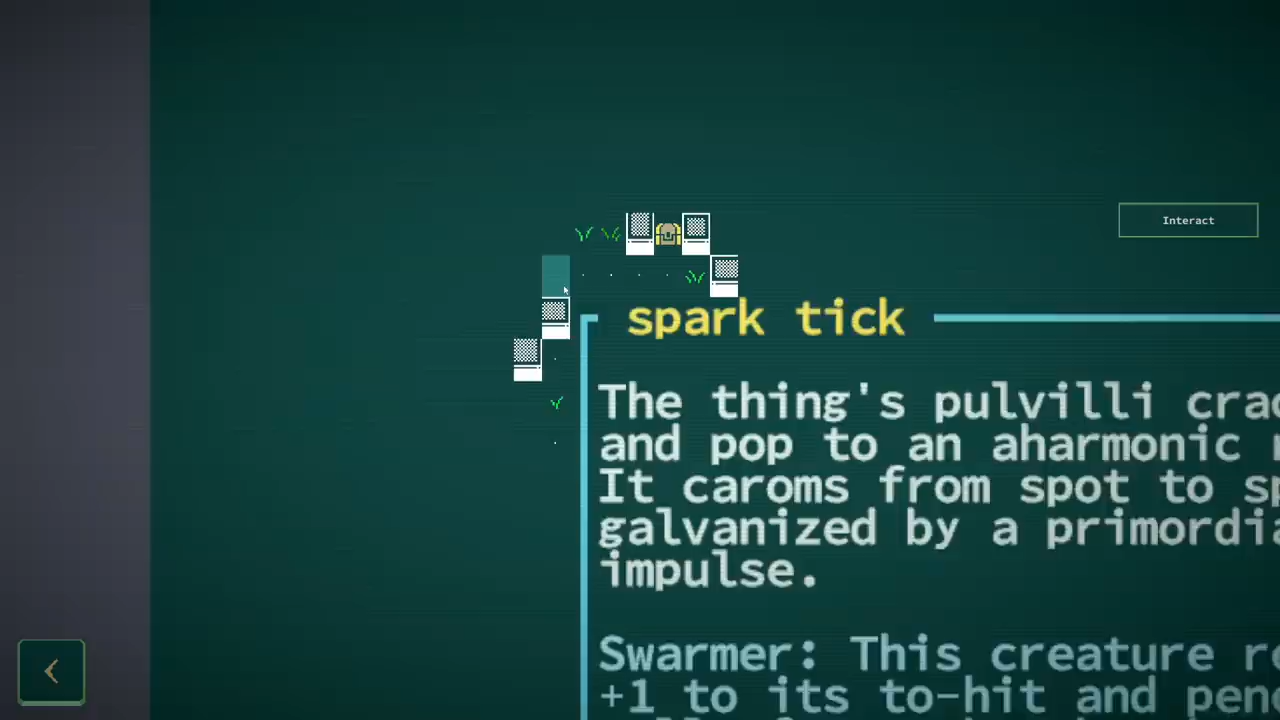 Interact
spark tick
The thing's pulvilli
and pop to an aharmonic
It caroms from spot to
galvanized by a
impulse.
Swarmer: This creature
+1 to its to-hit and